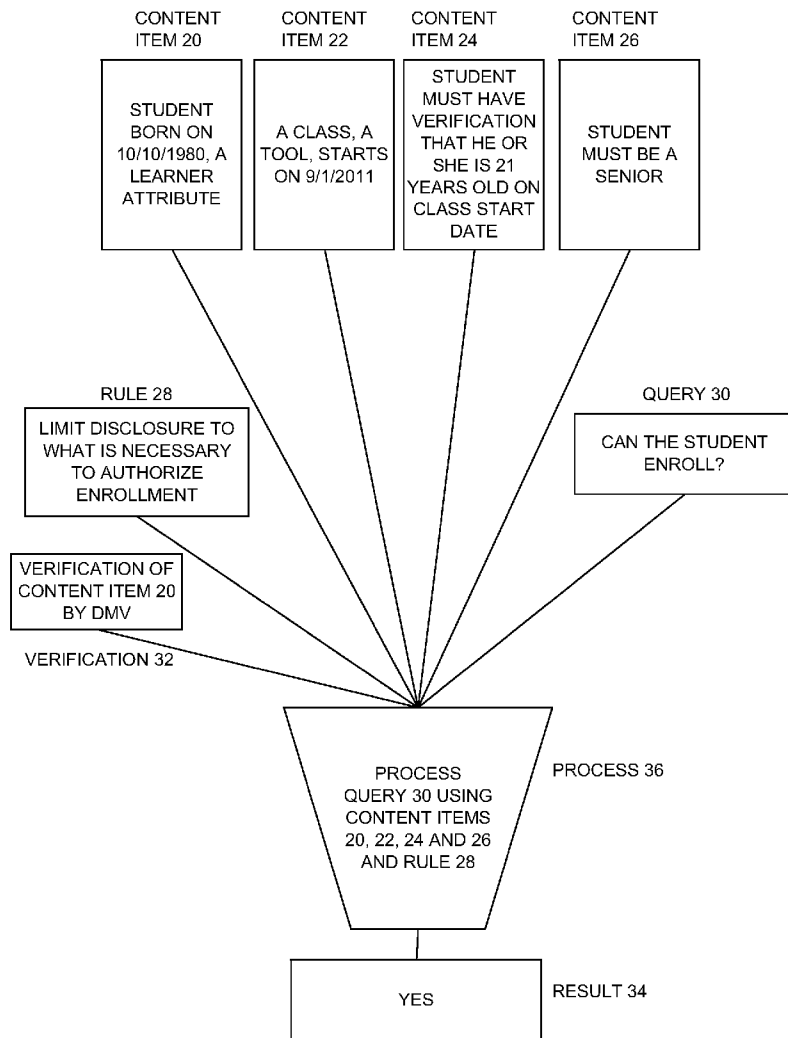 CONTENT
ITEM 20
CONTENT
ITEM 22
CONTENT
ITEM 24
CONTENT
ITEM 26
STUDENT
BORN ON
10/10/1980, A
LEARNER
ATTRIBUTE
A CLASS, A
TOOL, STARTS
ON 9/1/2011
STUDENT
MUST HAVE
VERIFICATION
THAT HE OR
SHE IS 21
YEARS OLD ON
CLASS START
DATE
STUDENT
MUST BE A
SENIOR
RULE 28
LIMIT DISCLOSURE TO
WHAT IS NECESSARY
TO AUTHORIZE
ENROLLMENT
QUERY 30
CAN THE STUDENT
ENROLL?
VERIFICATION OF
CONTENT ITEM 20
BY DMV
VERIFICATION 32
PROCESS
QUERY 30 USING
CONTENT ITEMS
20, 22, 24 AND 26
AND RULE 28
PROCESS 36
YES
RESULT 34